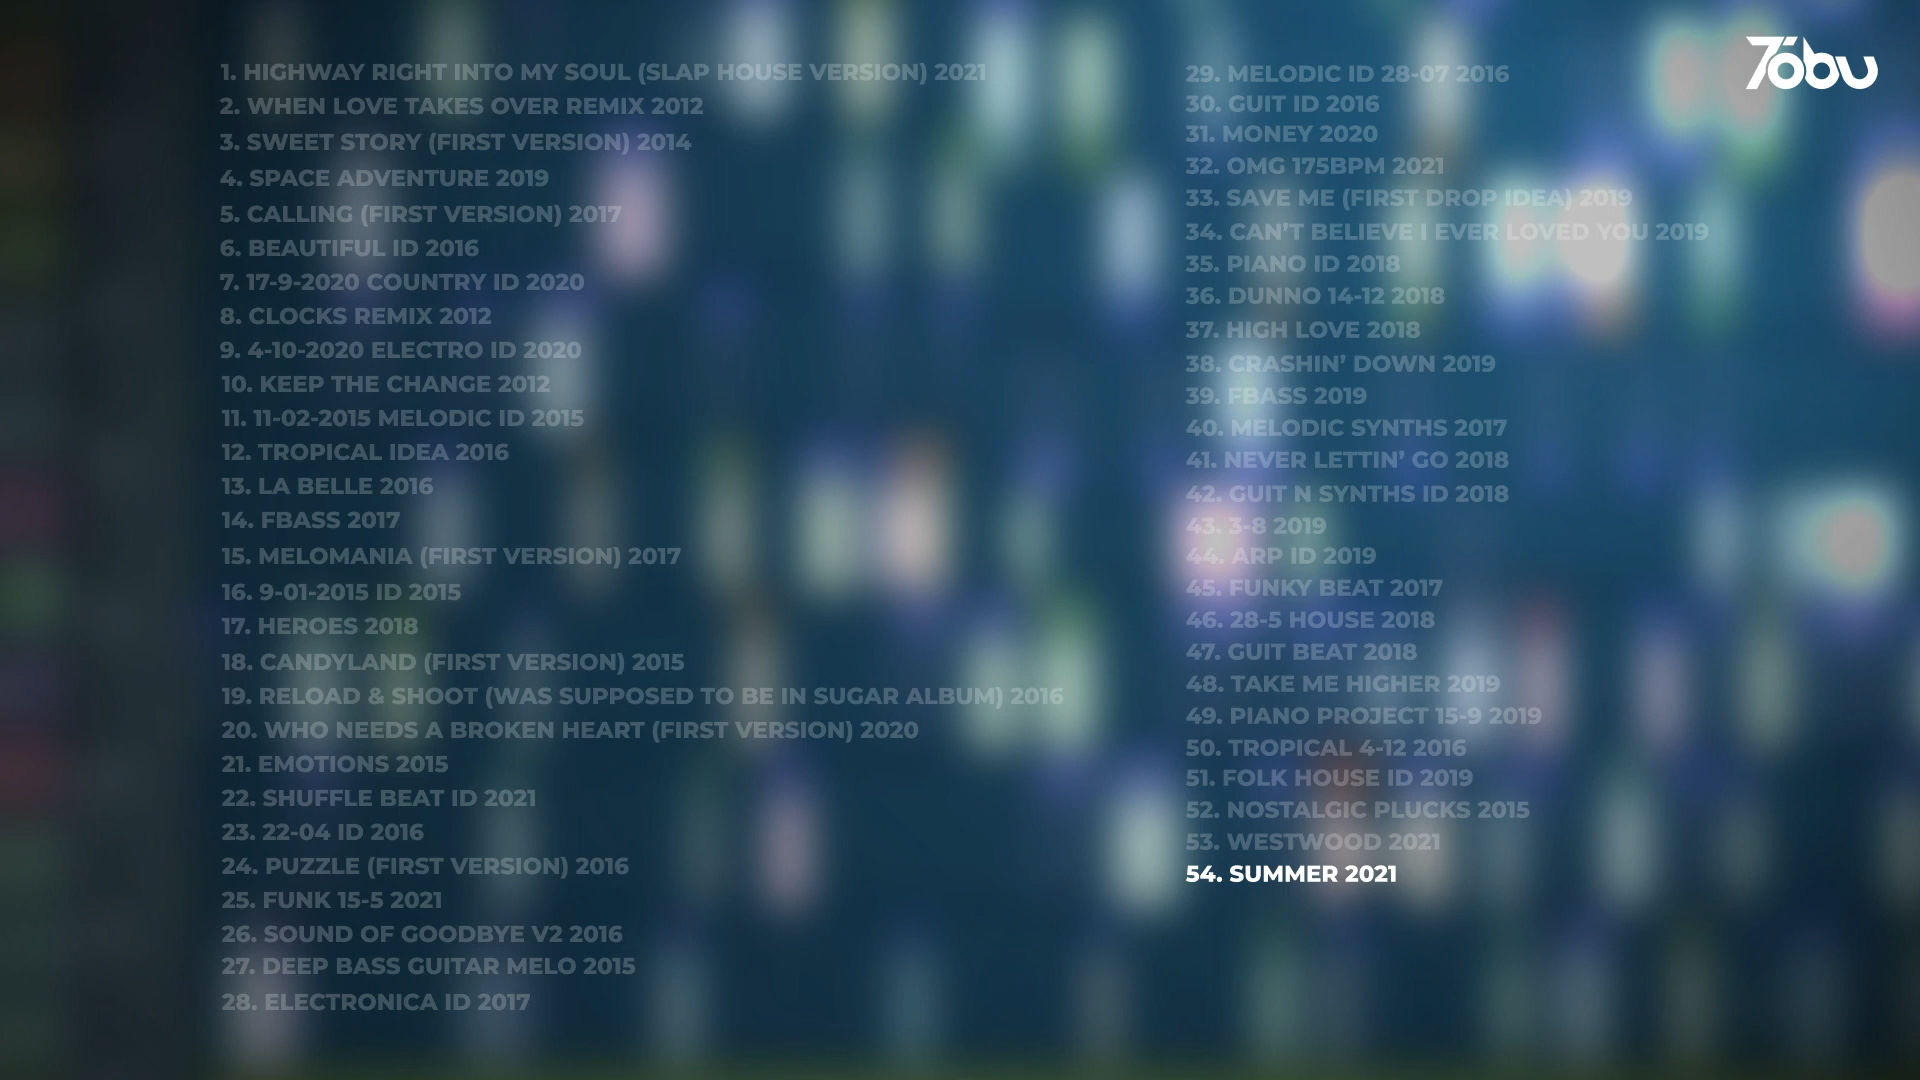 1. HIGHWAY RIGHT INTO MY SOUL (SLAP HOUSE VERSION) 2021
2. WHEN LOVE TAKES OVER REMIX 2012
3. SWEET STORY (FIRST VERSION) 2014
4. SPACE ADVENTURE 2019
5. CALLING (FIRST VERSION) 2017
6. BEAUTIFUL ID 2016
7. 17-9-2020 COUNTRY ID 2020
8. CLOCKS REMIX 2012
9. 4-10-2020 ELECTRO ID 2020
10. KEEP THE CHANGE 2012
11. 11-02-2015 MELODIC ID 2015
12. TROPICAL IDEA 2016
13. LA BELLE 2016
14. FBASS 2017
15. MELOMANIA (FIRST VERSION) 2017
16. 9-01-2015 ID 2015
17. HEROES 2018
18. CANDYLAND (FIRST VERSION) 2015
19. RELOAD & SHOOT (WAS SUPPOSED TO BE IN SUGAR ALBUM) 2016
20. WHO NEEDS A BROKEN HEART (FIRST VERSION) 2020
21. EMOTIONS 2015
22. SHUFFLE BEAT ID 2021
23. 22-04 ID 2016
24. PUZZLE (FIRST VERSION) 2016
25. FUNK 15-5 2021
26. SOUND OF GOODBYE V2 2016
27. DEEP BASS GUITAR MELO 2015
28. ELECTRONICA ID 2017
29. MELODIC ID 28-07 2016
30. GUIT ID 2016
31. MONEY 2020
32. OMG 175BPM 2021
33. SAVE ME (FIRST DROP IDEA) 2019
34. CAN'T BELIEVE I EVER LOVED YOU 2019
35. PIANO ID 2018
36. DUNNO 14-12 2018
37. HIGH LOVE 2018
38. CRASHIN' DOWN 2019
39. FBASS 2019
40. MELODIC SYNTHS 2017
41. NEVER LETTIN' GO 2018
42. GUIT N SYNTHS ID 2018
43. 3-8 2019
44. ARP ID 2019
45. FUNKY BEAT 2017
46. 28-5 HOUSE 2018
47. GUIT BEAT 2018
48. TAKE ME HIGHER 2019
49. PIANO PROJECT 15-9 2019
50. TROPICAL 4-12 2016
51. FOLK HOUSE ID 2019
52. NOSTALGIC PLUCKS 2015
53. WESTWOOD 2021
54. SUMMER 2021
Tobu